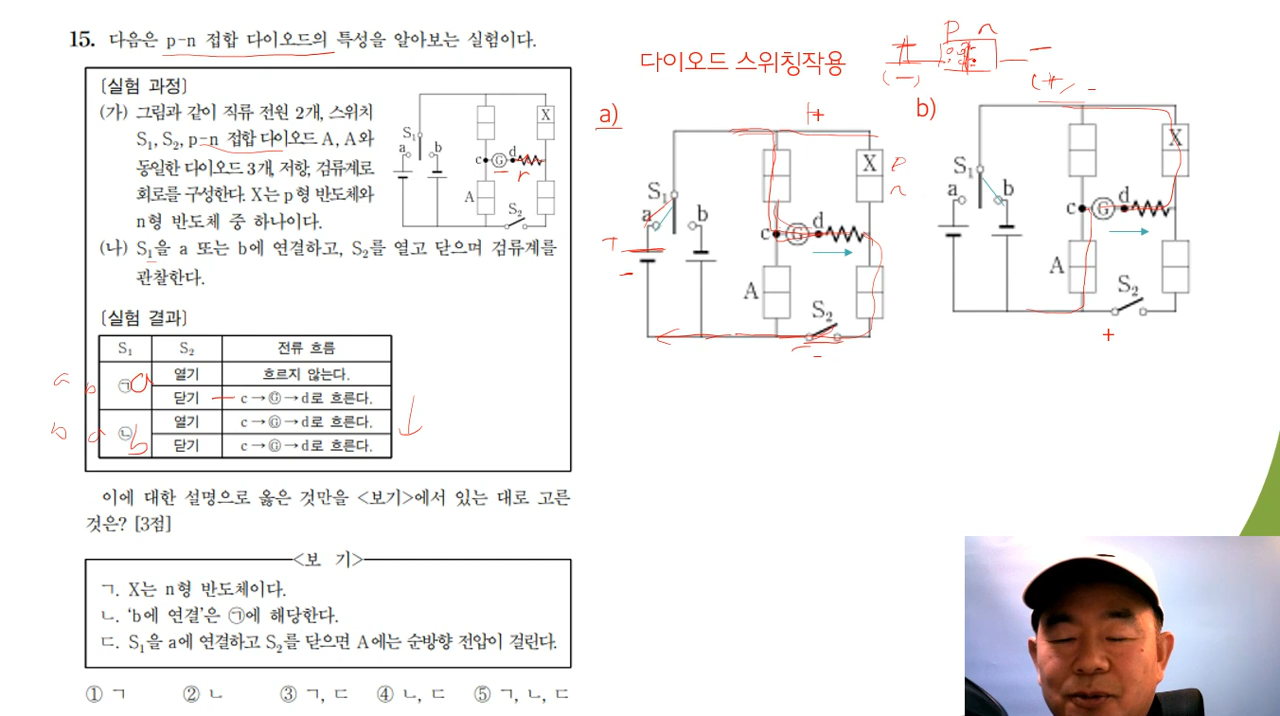 15. 다음은 p-n 접합 다이오드의 특성을 알아보는 실험이다.
[실험 과정]
(가) 그림과 같이 직류 전원 2개, 스위치
S₁, S₂, p-n 접합 다이오드 A, A와
동일한 다이오드 3개, 저항, 검류계로
회로를 구성한다. X는 p형 반도체와
n형 반도체 중 하나이다.
X
S₁
a
b
c
G
d
r
A
S₂
(나) S₁을 a 또는 b에 연결하고, S₂를 열고 닫으며 검류계를
관찰한다.
[실험 결과]
S₁ S₂ 전류 흐름
㉠ 열기 흐르지 않는다.
닫기 c→Ⓖ→d로 흐른다.
㉡ 열기 c→Ⓖ→d로 흐른다.
닫기 c→Ⓖ→d로 흐른다.
a b a
b a b
이에 대한 설명으로 옳은 것만을 <보기>에서 있는 대로 고른
것은? [3점]
<보 기>
ㄱ. X는 n형 반도체이다.
ㄴ. ‘b에 연결’은 ㉠에 해당한다.
ㄷ. S₁을 a에 연결하고 S₂를 닫으면 A에는 순방향 전압이 걸린다.
① ㄱ ② ㄴ ③ ㄱ, ㄷ ④ ㄴ, ㄷ ⑤ ㄱ, ㄴ, ㄷ
다이오드 스위칭작용
p n
+ −
(−) (+)
a)
+
X p
n
S₁
a b
+
−
c G d
A
S₂
−
b)
−
X
S₁
a b
c G d
A
S₂
+